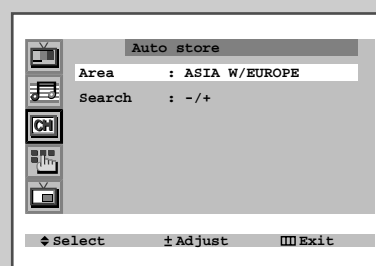 Auto store
Area : ASIA W/EUROPE
Search : -/+
CH
Select ± Adjust Exit